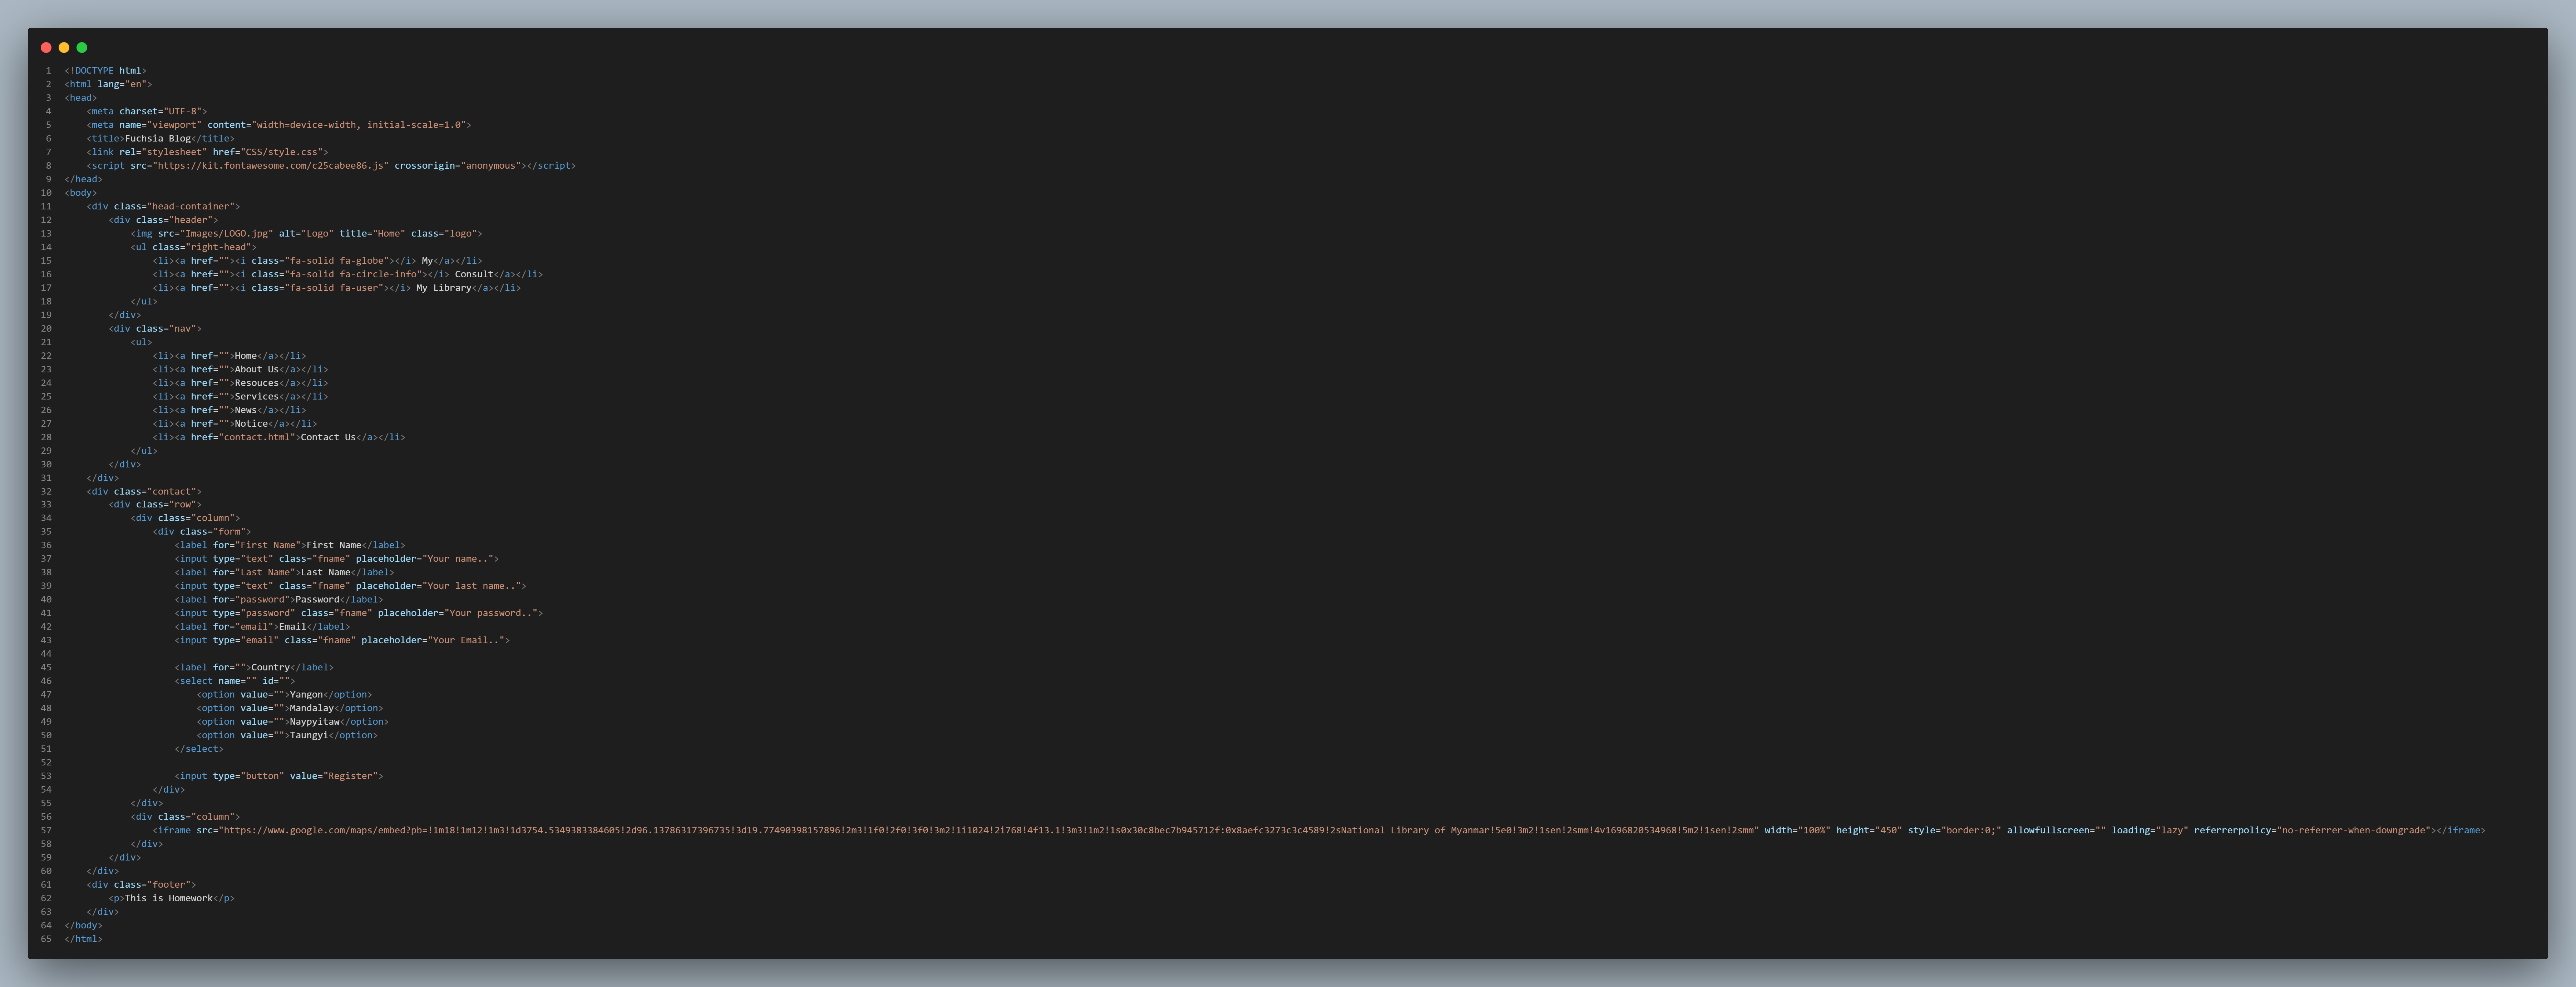 1 <!DOCTYPE html>
2 <html lang="en">
3 <head>
4     <meta charset="UTF-8">
5     <meta name="viewport" content="width=device-width, initial-scale=1.0">
6     <title>Fuchsia Blog</title>
7     <link rel="stylesheet" href="CSS/style.css">
8     <script src="https://kit.fontawesome.com/c25cabee86.js" crossorigin="anonymous"></script>
9 </head>
10 <body>
11     <div class="head-container">
12         <div class="header">
13             <img src="Images/LOGO.jpg" alt="Logo" title="Home" class="logo">
14             <ul class="right-head">
15                 <li><a href=""><i class="fa-solid fa-globe"></i> My</a></li>
16                 <li><a href=""><i class="fa-solid fa-circle-info"></i> Consult</a></li>
17                 <li><a href=""><i class="fa-solid fa-user"></i> My Library</a></li>
18             </ul>
19         </div>
20         <div class="nav">
21             <ul>
22                 <li><a href="">Home</a></li>
23                 <li><a href="">About Us</a></li>
24                 <li><a href="">Resouces</a></li>
25                 <li><a href="">Services</a></li>
26                 <li><a href="">News</a></li>
27                 <li><a href="">Notice</a></li>
28                 <li><a href="contact.html">Contact Us</a></li>
29             </ul>
30         </div>
31     </div>
32     <div class="contact">
33         <div class="row">
34             <div class="column">
35                 <div class="form">
36                     <label for="First Name">First Name</label>
37                     <input type="text" class="fname" placeholder="Your name..">
38                     <label for="Last Name">Last Name</label>
39                     <input type="text" class="fname" placeholder="Your last name..">
40                     <label for="password">Password</label>
41                     <input type="password" class="fname" placeholder="Your password..">
42                     <label for="email">Email</label>
43                     <input type="email" class="fname" placeholder="Your Email..">
44
45                     <label for="">Country</label>
46                     <select name="" id="">
47                         <option value="">Yangon</option>
48                         <option value="">Mandalay</option>
49                         <option value="">Naypyitaw</option>
50                         <option value="">Taungyi</option>
51                     </select>
52
53                     <input type="button" value="Register">
54                 </div>
55             </div>
56             <div class="column">
57                 <iframe src="https://www.google.com/maps/embed?pb=!1m18!1m12!1m3!1d3754.5349383384605!2d96.13786317396735!3d19.77490398157896!2m3!1f0!2f0!3f0!3m2!1i1024!2i768!4f13.1!3m3!1m2!1s0x30c8bec7b945712f:0x8aefc3273c3c4589!2sNational Library of Myanmar!5e0!3m2!1sen!2smm!4v1696820534968!5m2!1sen!2smm" width="100%" height="450" style="border:0;" allowfullscreen="" loading="lazy" referrerpolicy="no-referrer-when-downgrade"></iframe>
58             </div>
59         </div>
60     </div>
61     <div class="footer">
62         <p>This is Homework</p>
63     </div>
64 </body>
65 </html>